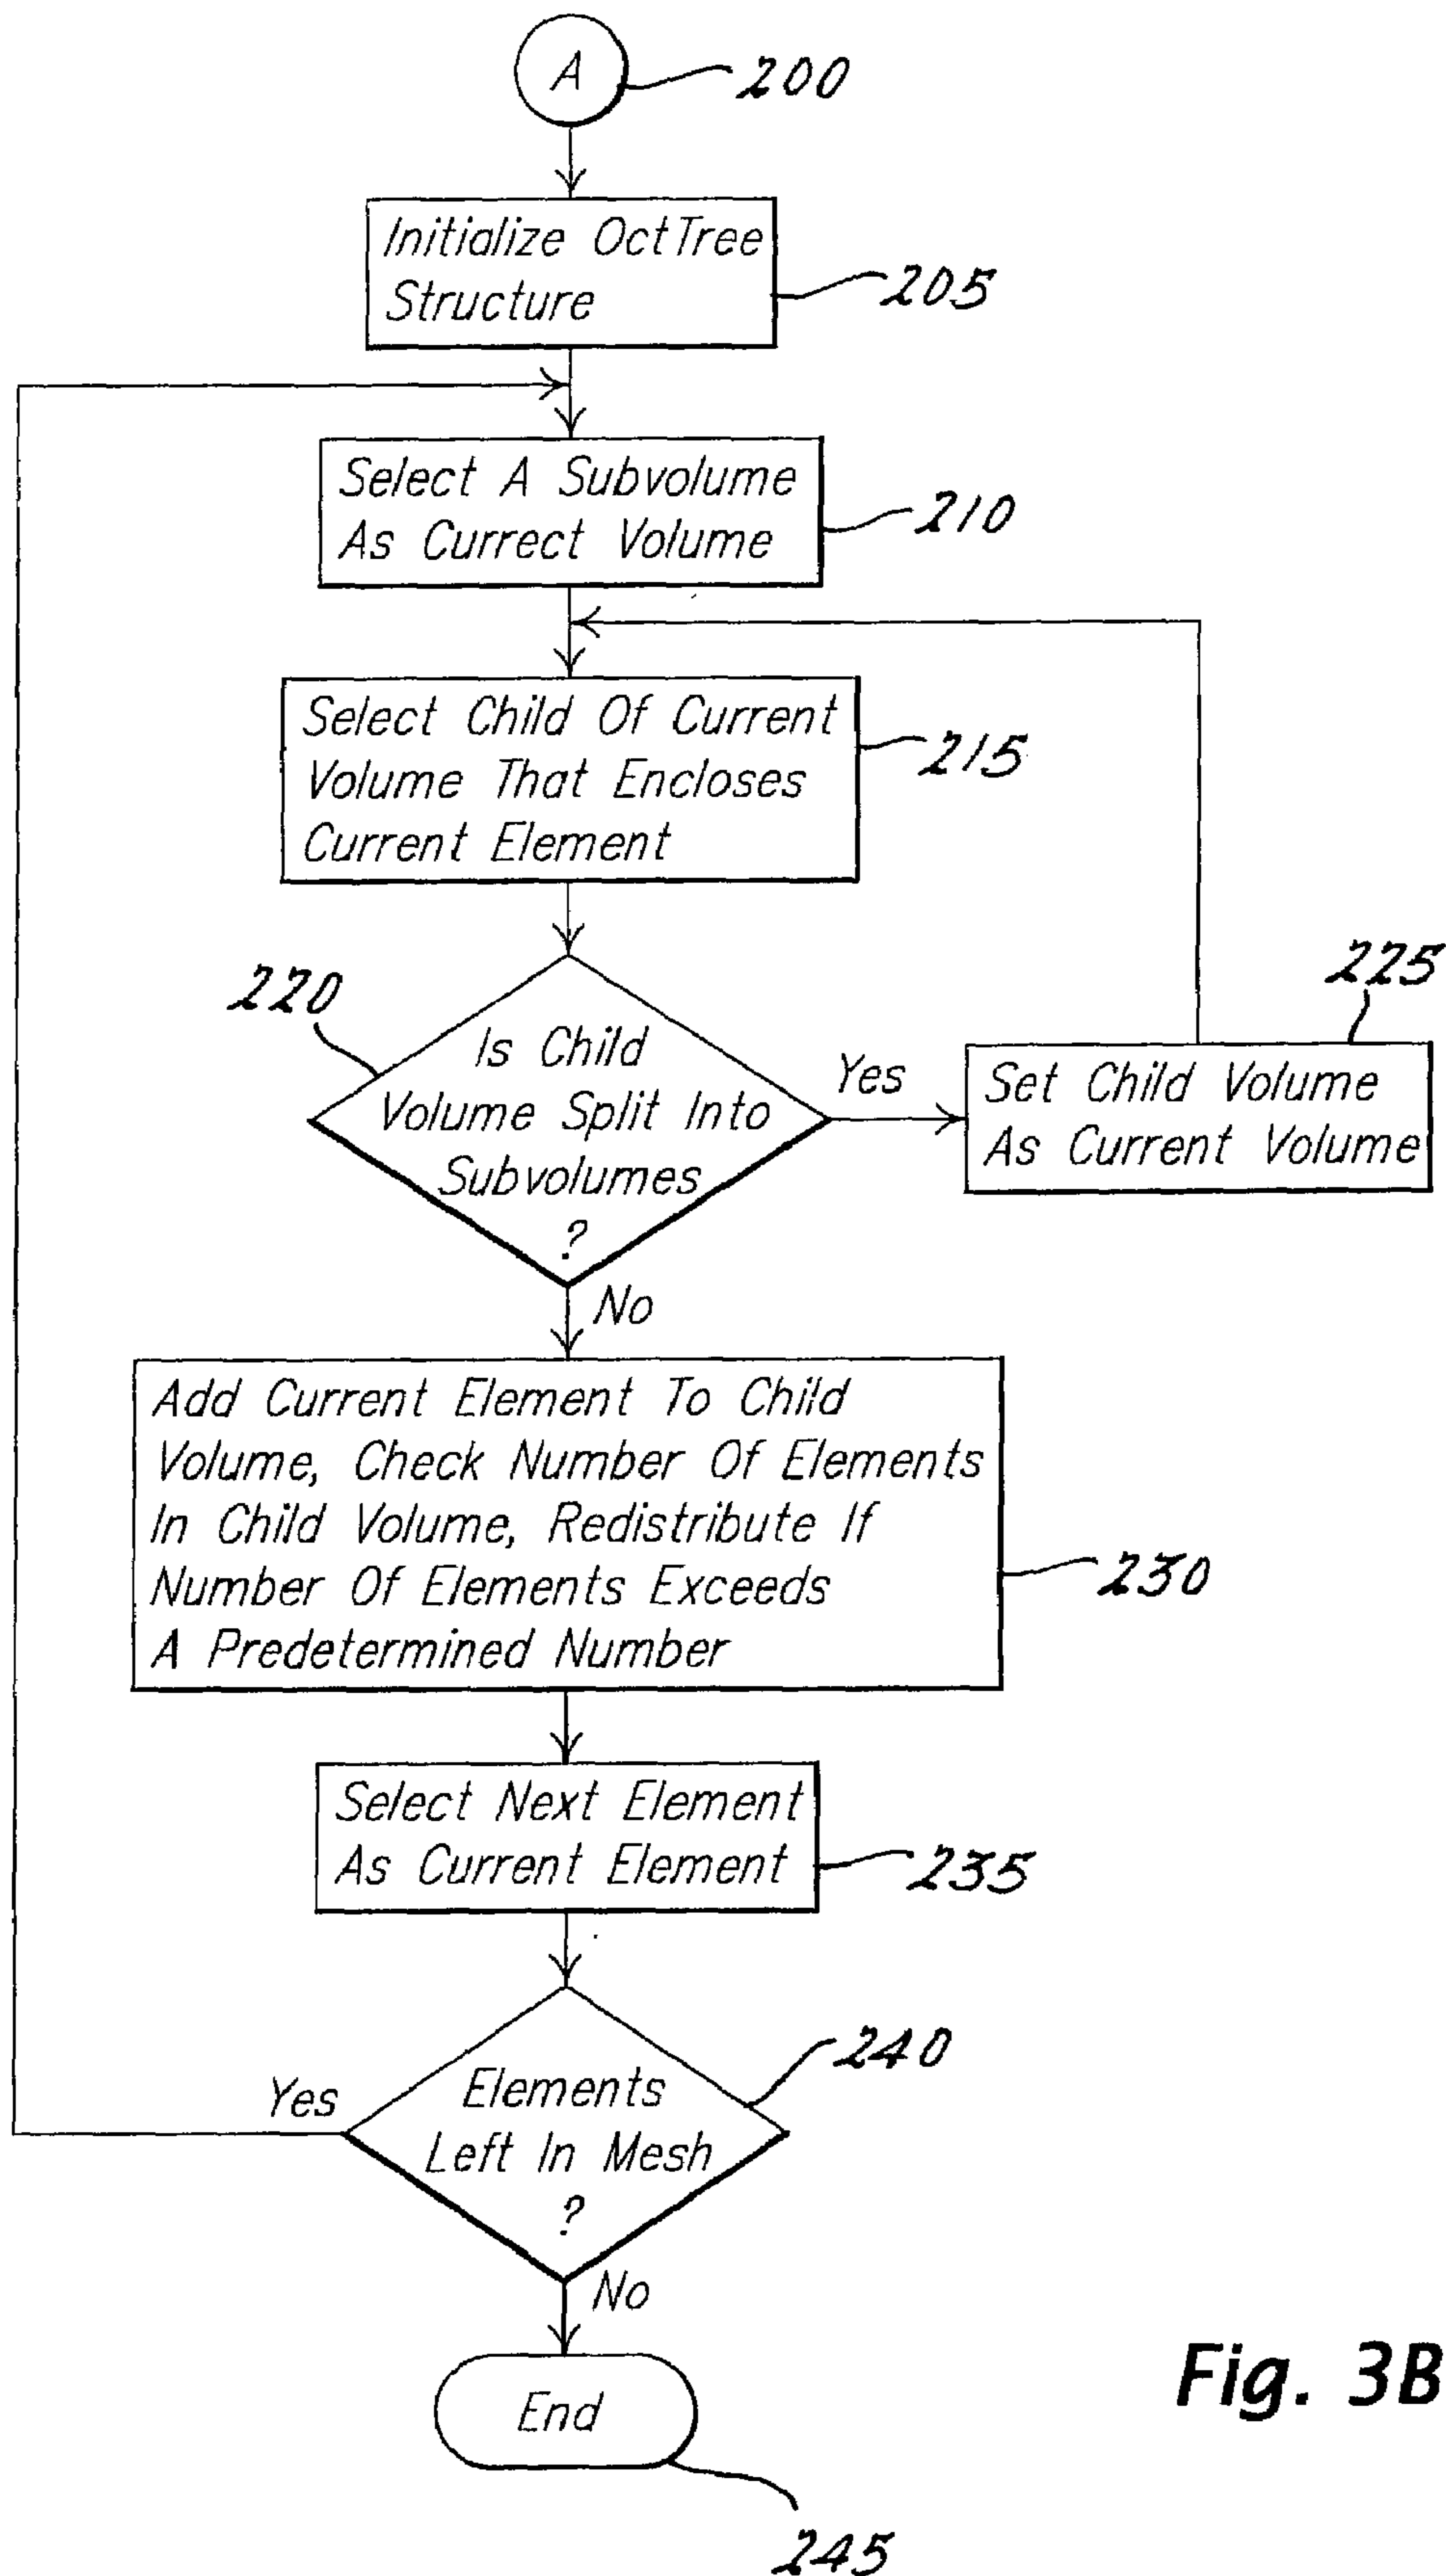 A
200
Initialize OctTree
Structure
205
Select A Subvolume
As Currect Volume
210
Select Child Of Current
Volume That Encloses
Current Element
215
220
Is Child
Volume Split Into
Subvolumes
?
Yes
225
Set Child Volume
As Current Volume
No
Add Current Element To Child
Volume, Check Number Of Elements
In Child Volume, Redistribute If
Number Of Elements Exceeds
A Predetermined Number
230
Select Next Element
As Current Element
235
240
Elements
Left In Mesh
?
Yes
No
End
245
Fig. 3B